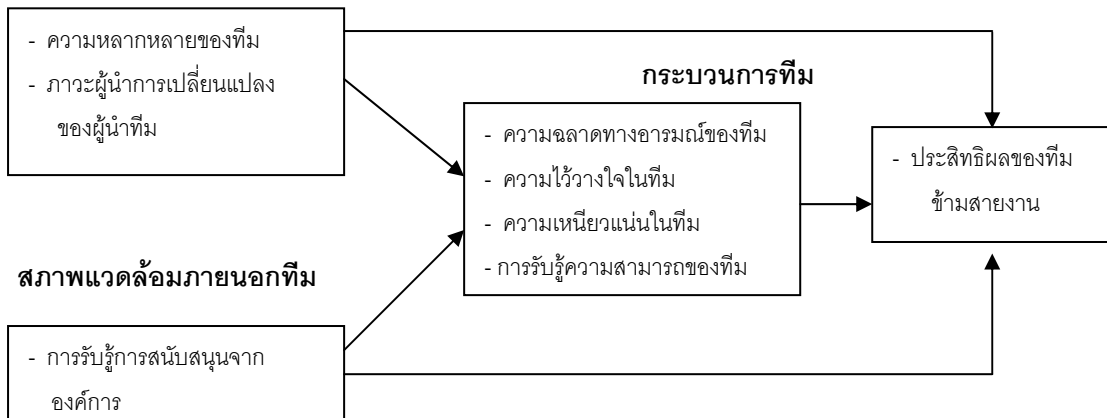 - ความหลากหลายของทีม
- ภาวะผู้นำการเปลี่ยนแปลง
ของผู้นำทีม
กระบวนการทีม
- ความฉลาดทางอารมณ์ของทีม
- ความไว้วางใจในทีม
- ความเหนียวแน่นในทีม
- การรับรู้ความสามารถของทีม
- ประสิทธิผลของทีม
ข้ามสายงาน
สภาพแวดล้อมภายนอกทีม
- การรับรู้การสนับสนุนจาก
องค์การ